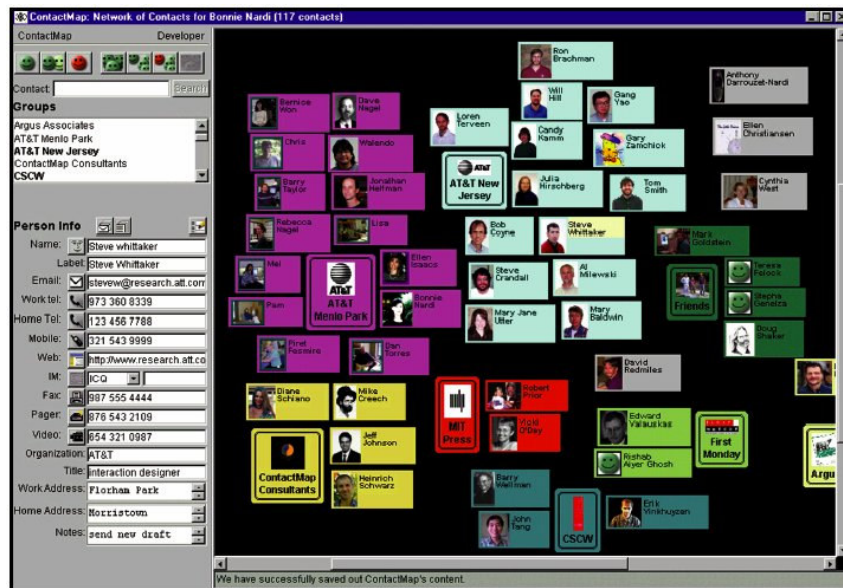 ContactMap: Network of Contacts for Bonnie Nardi (117 contacts)
ContactMap
Developer
Contact:
Search
Groups
Argus Associates
AT&T Menlo Park
AT&T New Jersey
ContactMap Consultants
CSCW
Person Info
Name: Steve whittaker
Label: Steve Whittaker
Email: stevew@research.att.com
Work tel: 973 360 8339
Home Tel: 123 456 7788
Mobile: 321 543 9999
Web: http://www.research.att.co
IM: ICQ
Fax: 987 555 4444
Pager: 876 543 2109
Video: 654 321 0987
Organization: AT&T
Title: interaction designer
Work Address: Florham Park
Home Address: Morristown
Notes: send new draft
Ron
Brachman
Will
Hill
Gang
Yao
Anthony
Darrouzet-Nardi
Bernice
Won
Dave
Nagel
Loren
Terveen
Candy
Kamm
Gary
Zamchick
Ellen
Christiansen
Chris
Walendo
AT&T
AT&T New
Jersey
Julia
Hirschberg
Tom
Smith
Cynthia
West
Barry
Taylor
Jonathan
Helfman
Rebecca
Nagel
Lisa
Bob
Coyne
Steve
Whittaker
Mark
Goldstein
Mei
AT&T
AT&T
Menlo Park
Ellen
Isaacs
Steve
Crandall
Al
Milewski
Friends
Teresa
Pam
Bonnie
Nardi
Mary Jane
Utter
Mary
Baldwin
Doug
Shaker
Dan
Torres
David
Redmiles
Diane
Schiano
Mike
Creech
MIT
Press
Robert
Prior
Vicki
O'Day
Edward
Valauskas
First
Monday
ContactMap
Consultants
Jeff
Johnson
Heinrich
Schwarz
Rishab
Aiyer Ghosh
Argu
Barry
Wellman
John
Tang
CSCW
Erik
Vinkhuyzen
We have successfully saved out ContactMap's content.